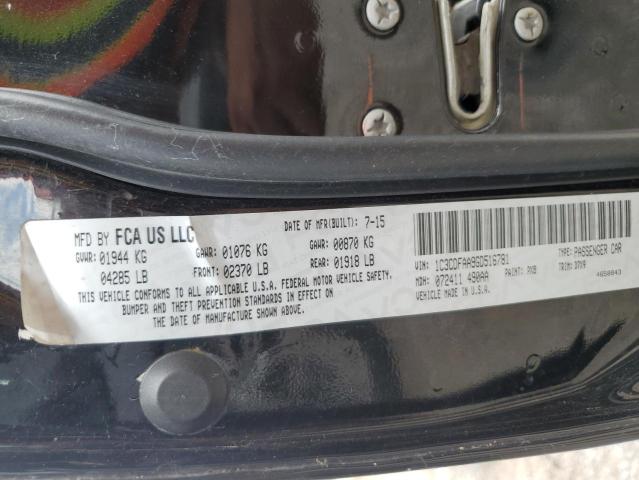 MFD BY FCA US LLC
DATE OF MFR(BUILT): 7-15
GVWR: 01944 KG
GAWR: 01076 KG
GAWR: 00870 KG
04285 LB
FRONT: 02370 LB
REAR: 01918 LB
THIS VEHICLE CONFORMS TO ALL APPLICABLE U.S.A. FEDERAL MOTOR VEHICLE SAFETY,
BUMPER AND THEFT PREVENTION STANDARDS IN EFFECT ON
THE DATE OF MANUFACTURE SHOWN ABOVE.
VIN: 1C3CDFAA9GD516781
TYPE: PASSENGER CAR
MDH: 072411 490AA
PAINT: PXB
TRIM: D7X9
MADE IN U.S.A.
4658843